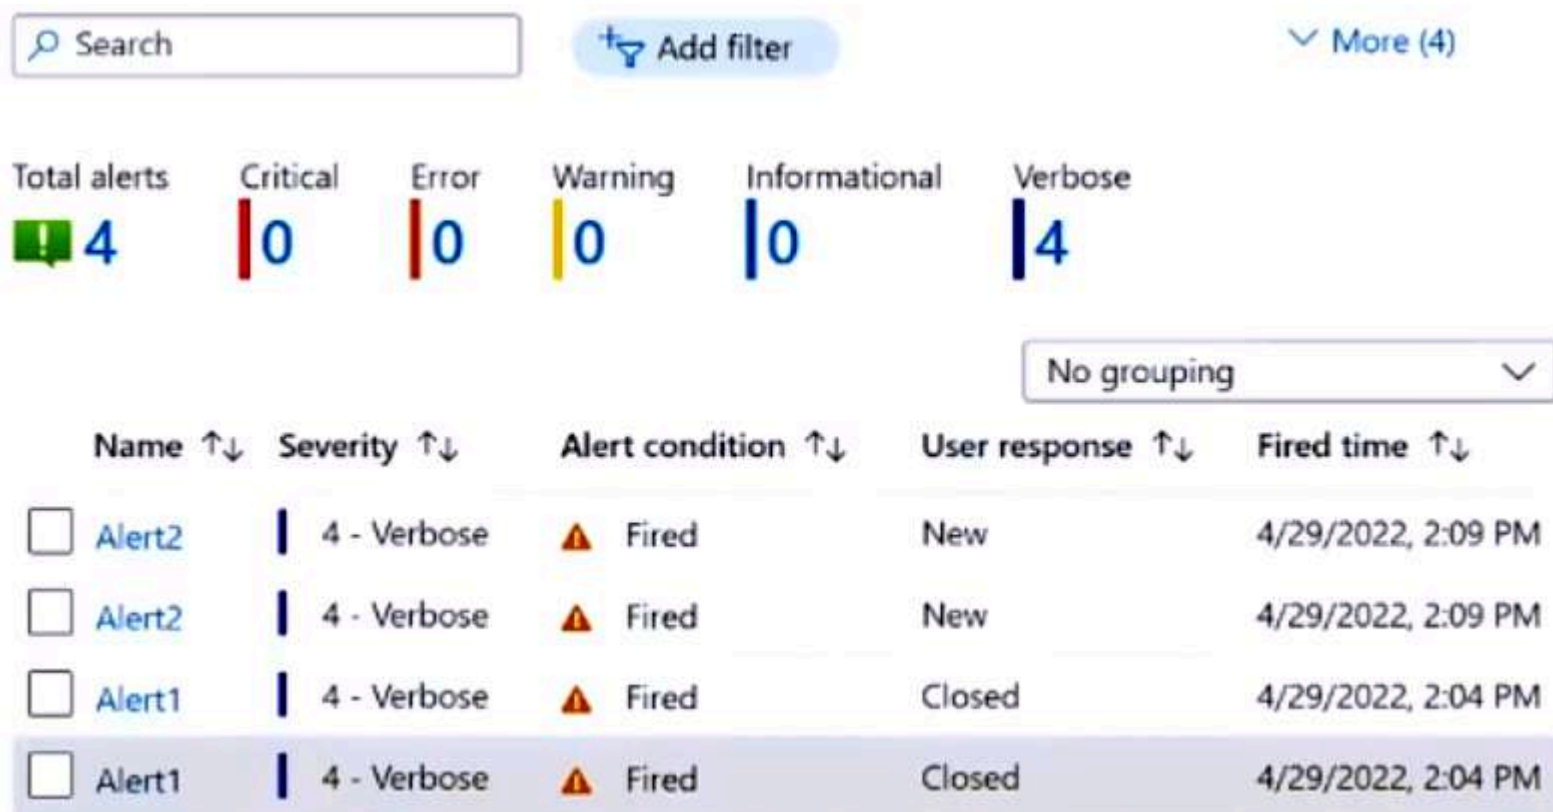 Search Add filter More (4)
Total alerts Critical Error Warning Informational Verbose
4 0 0 0 0 4
No grouping
Name ↑↓ Severity ↑↓ Alert condition ↑↓ User response ↑↓ Fired time ↑↓
Alert2 4 - Verbose Fired New 4/29/2022, 2:09 PM
Alert2 4 - Verbose Fired New 4/29/2022, 2:09 PM
Alert1 4 - Verbose Fired Closed 4/29/2022, 2:04 PM
Alert1 4 - Verbose Fired Closed 4/29/2022, 2:04 PM